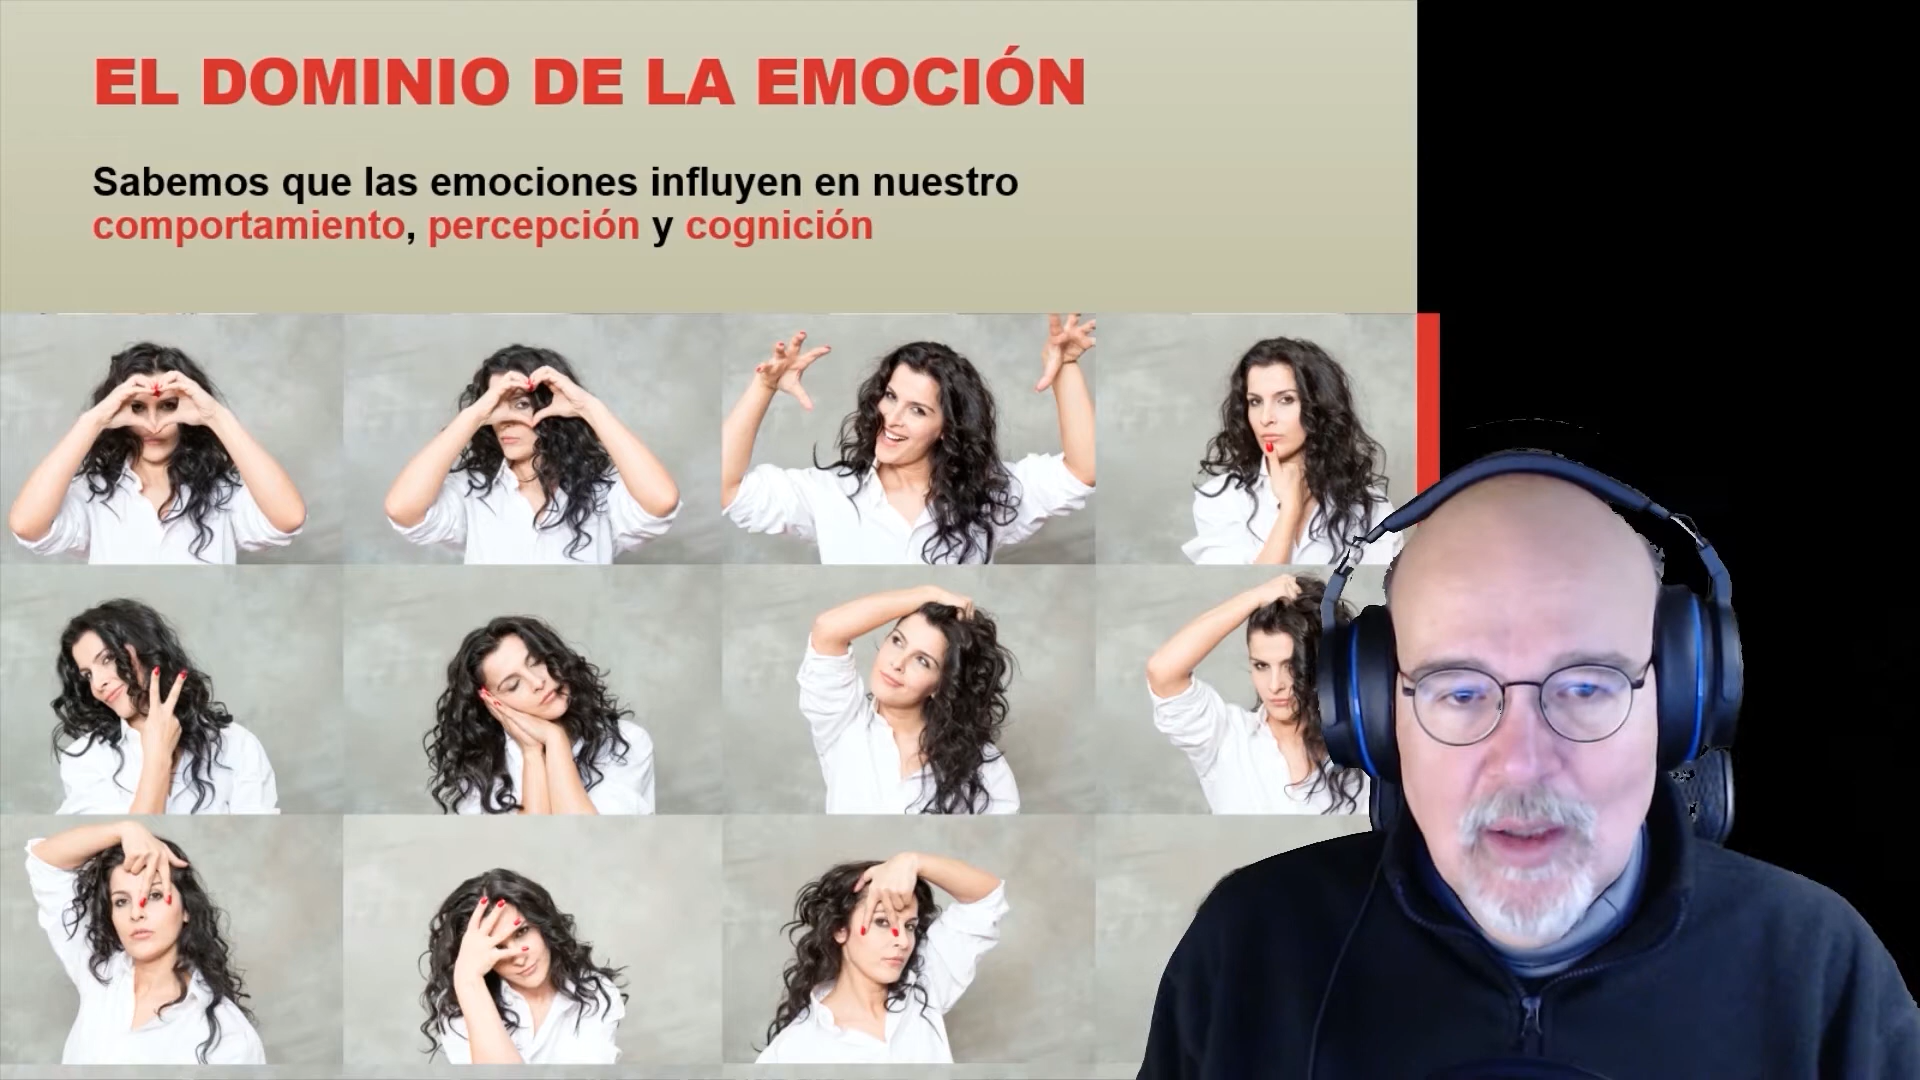 EL DOMINIO DE LA EMOCIÓN
Sabemos que las emociones influyen en nuestro
comportamiento, percepción y cognición